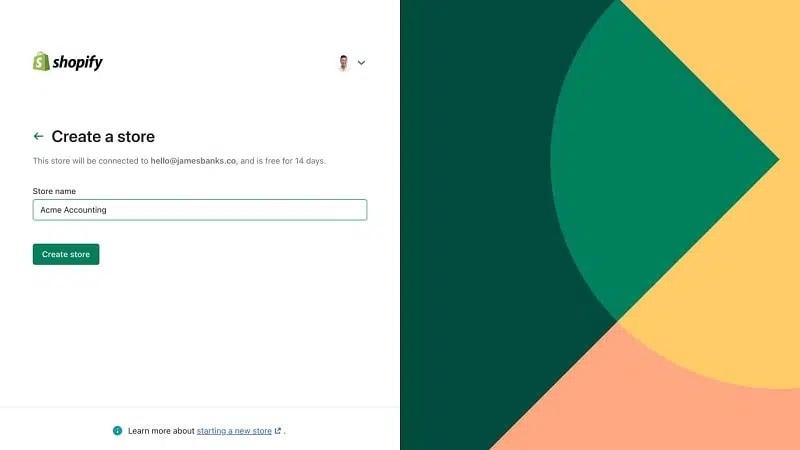 shopify
Create a store
This store will be connected to hello@jamesbanks.co, and is free for 14 days.
Store name
Acme Accounting
Create store
Learn more about starting a new store .